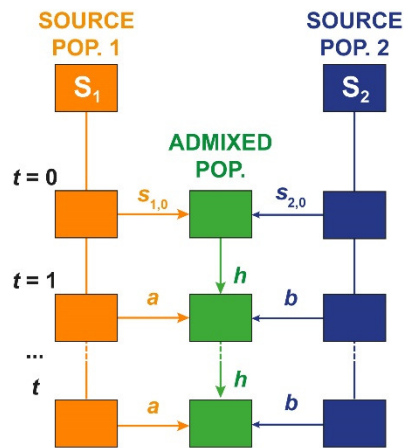 SOURCE
POP. 1
SOURCE
POP. 2
S1
S2
ADMIXED
POP.
t = 0
s1,0
s2,0
h
t = 1
a
b
...
h
t
a
b